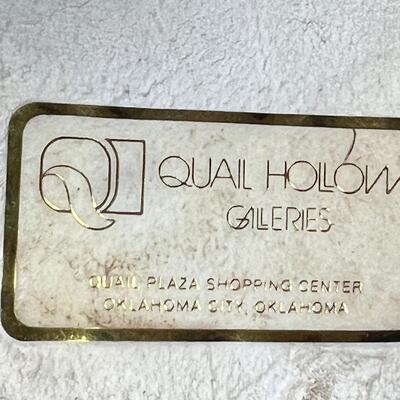 QUAIL HOLLOW
GALLERIES
QUAIL PLAZA SHOPPING CENTER
OKLAHOMA CITY, OKLAHOMA